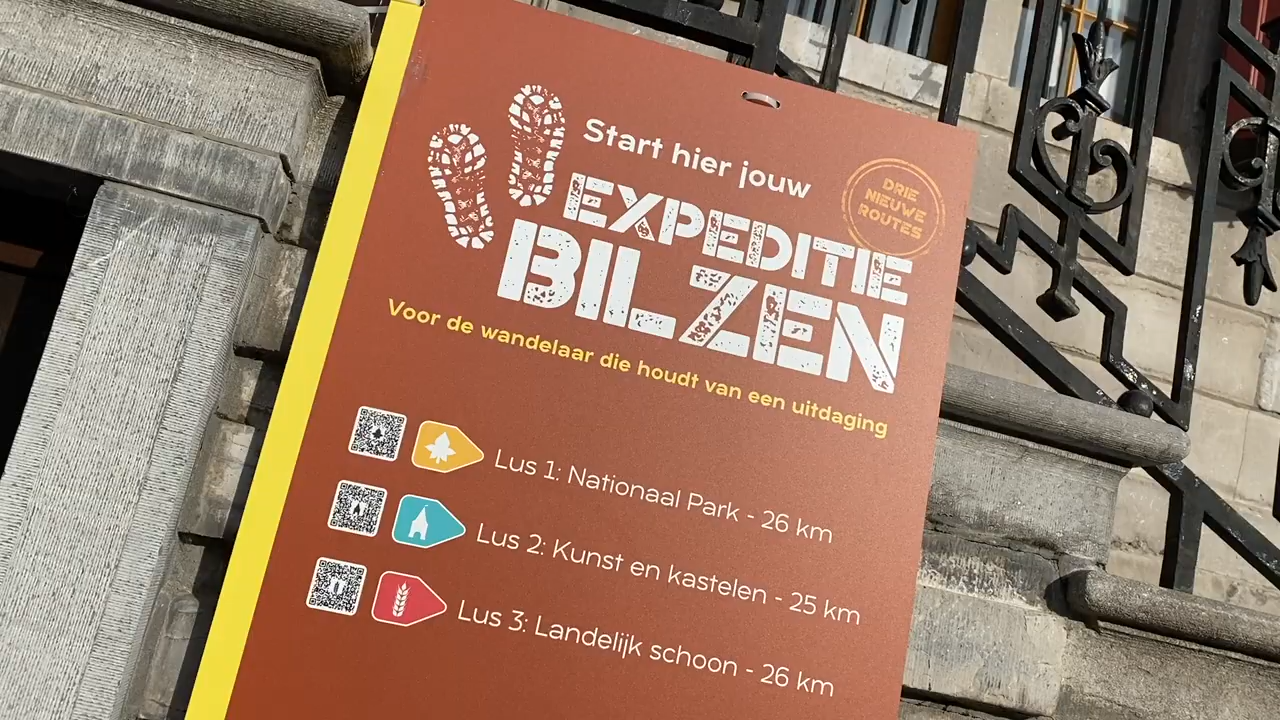 Start hier jouw
EXPEDITIE
BILZEN
DRIE
NIEUWE
ROUTES
Voor de wandelaar die houdt van een uitdaging
Lus 1: Nationaal Park - 26 km
Lus 2: Kunst en kastelen - 25 km
Lus 3: Landelijk schoon - 26 km